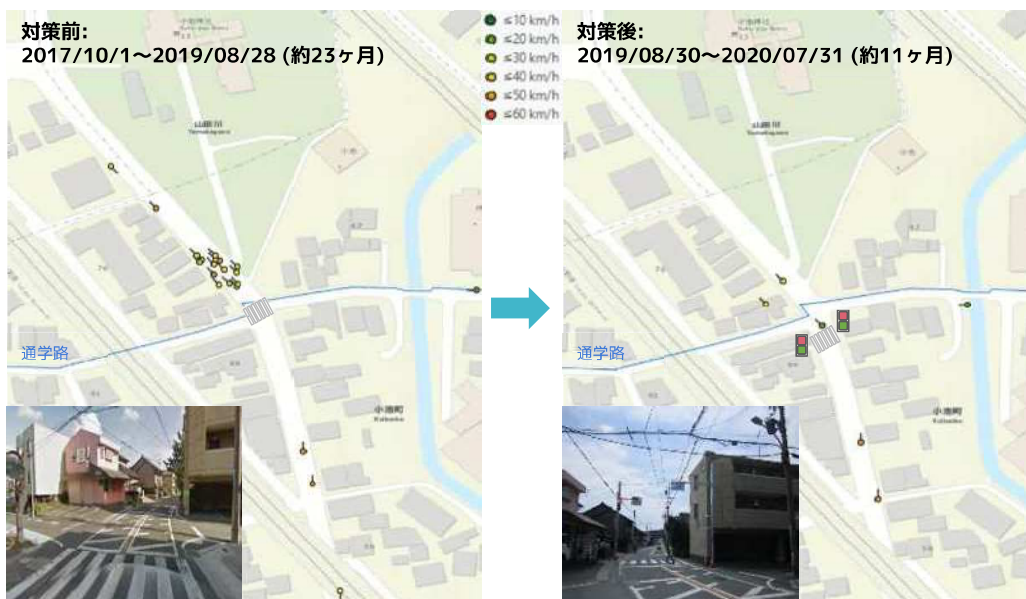 対策前:
2017/10/1～2019/08/28 (約23ヶ月)
≤10 km/h
≤20 km/h
≤30 km/h
≤40 km/h
≤50 km/h
≤60 km/h
対策後:
2019/08/30～2020/07/31 (約11ヶ月)
通学路
小池町
通学路
小池町